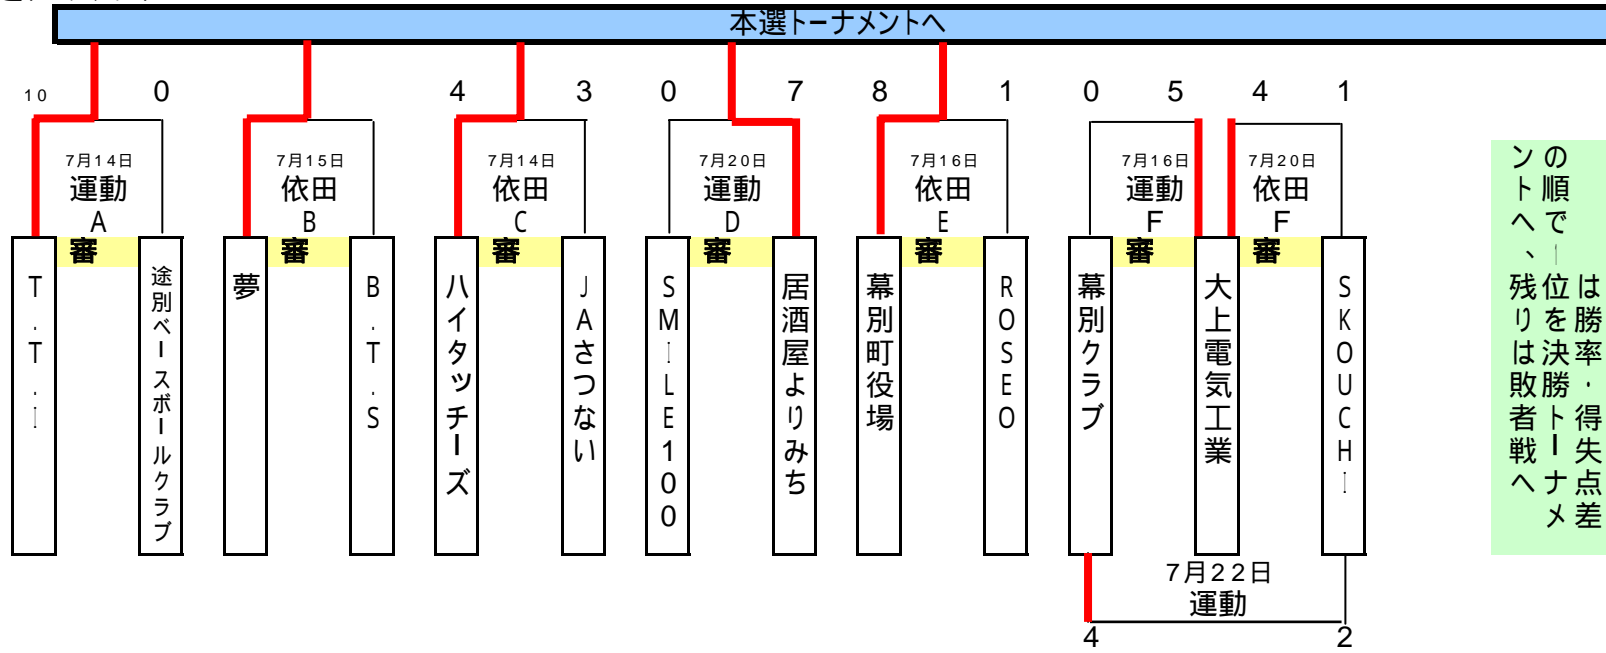 本選トーナメントへ
10 0 4 3 0 7 8 1 0 5 4 1
7月14日 7月15日 7月14日 7月20日 7月16日 7月16日 7月20日
運動 依田 依田 運動 依田 運動 依田
A B C D E F F
審 審 審 審 審 審 審
T.T.I
途別ベースボールクラブ
夢
B.T.S
ハイタッチーズ
JAさつない
SMILE100
居酒屋よりみち
幕別町役場
ROSEO
幕別クラブ
大上電気工業
SKOUCHI
7月22日
運動
4 2
は勝率・得失点差
の順で一位を決勝トーナメ
ントへ、残りは敗者戦へ